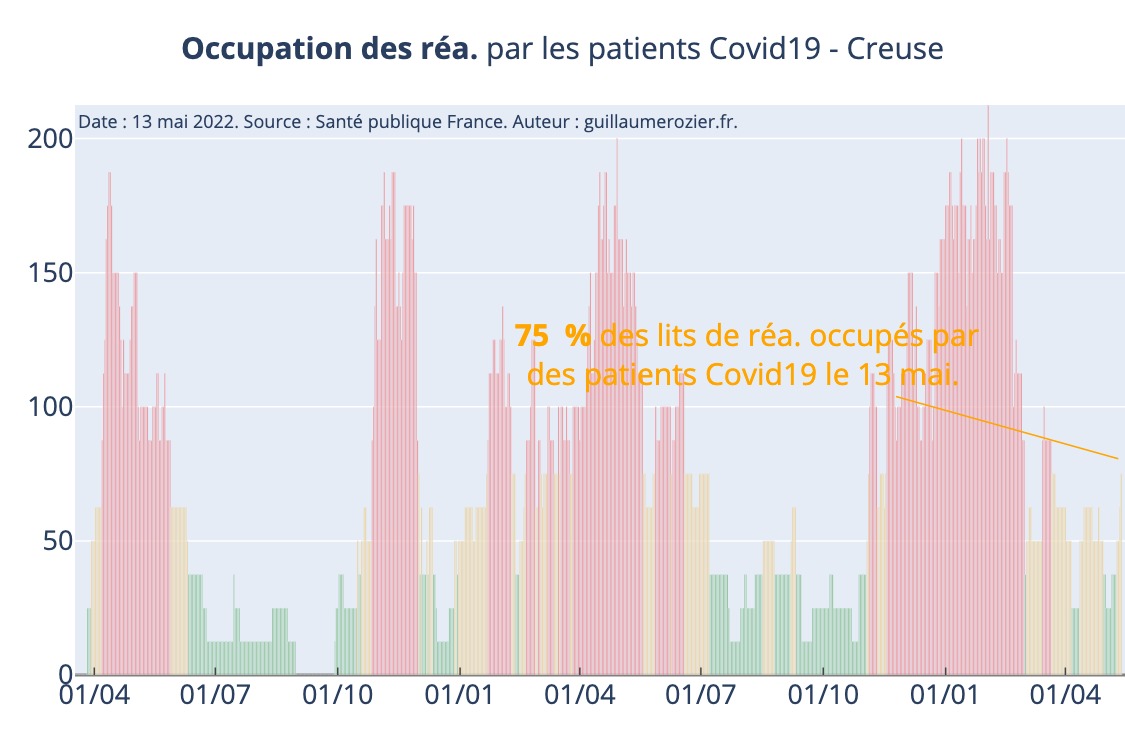 Occupation des réa. par les patients Covid19 - Creuse
Date : 13 mai 2022. Source : Santé publique France. Auteur : guillaumerozier.fr.
200
150
75 % des lits de réa. occupés par
des patients Covid19 le 13 mai.
100
50
0
01/04 01/07 01/10 01/01 01/04 01/07 01/10 01/01 01/04